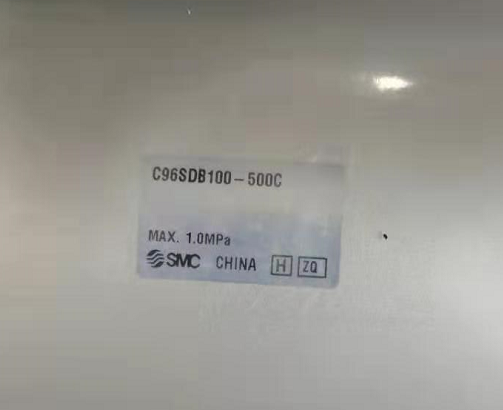 C96SDB100-500C
MAX. 1.0MPa
SMC CHINA H ZQ